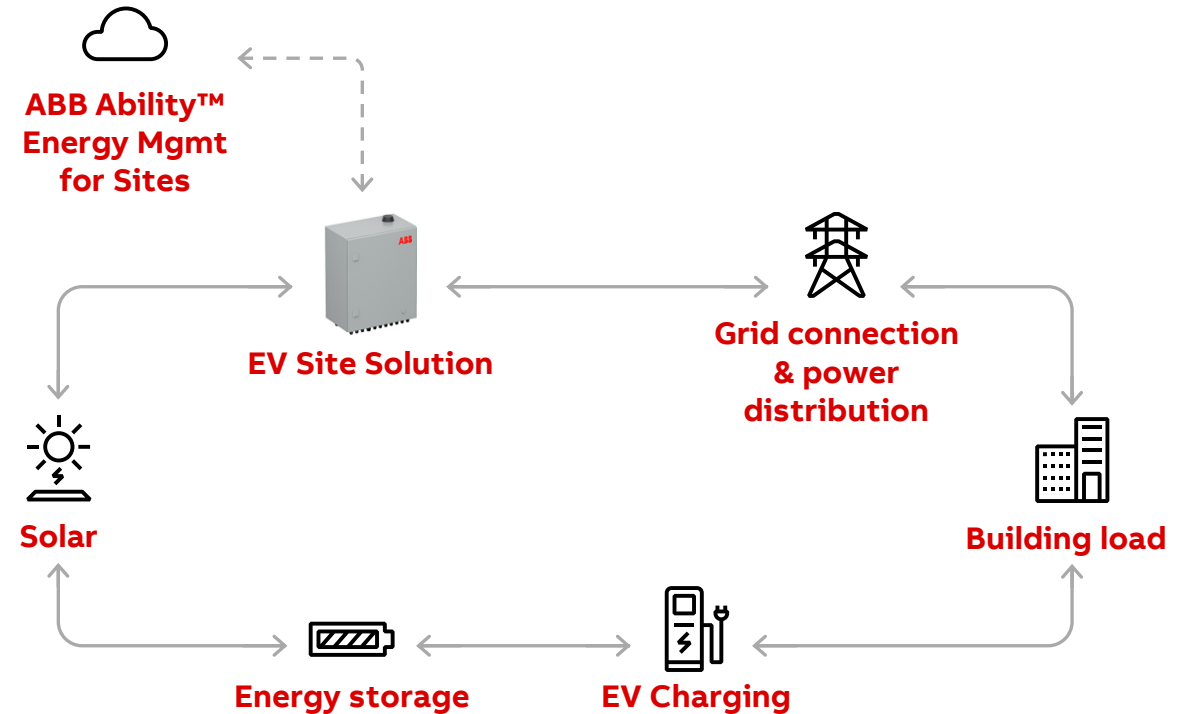 ABB Ability™
Energy Mgmt
for Sites
ABB
EV Site Solution
Grid connection
& power
distribution
Solar
Building load
Energy storage
EV Charging